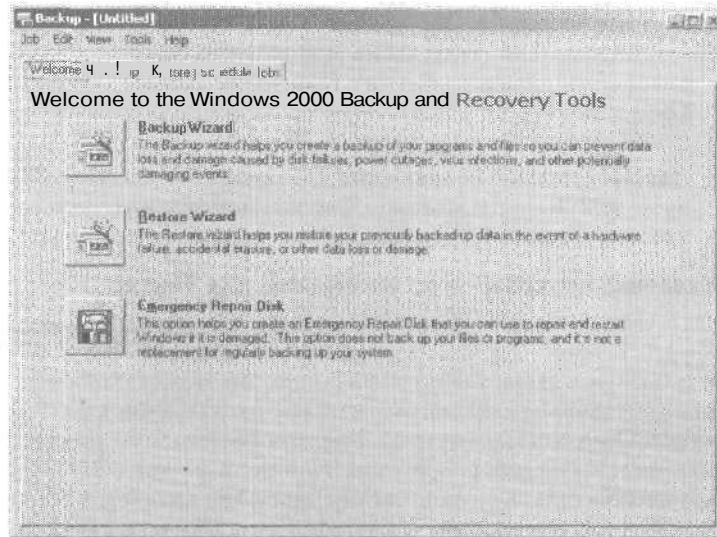 Backup - [Untitled]
Job Edit View Tools Help
Welcome Ч . ! ip K, tore Jobs
Welcome to the Windows 2000 Backup and Recovery Tools
Backup Wizard
The Backup wizard helps you create a backup of your programs and files so you can prevent data
loss and damage caused by disk failures, power outages, virus infections, and other potentially
damaging events.
Restore Wizard
The Restore wizard helps you restore your previously backed up data in the event of a hardware
failure, accidental erasure, or other data loss or damage.
Emergency Repair Disk
This option helps you create an Emergency Repair Disk that you can use to repair and restart
Windows if it is damaged. This option does not back up your files or programs, and it is not a
replacement for regularly backing up your system.